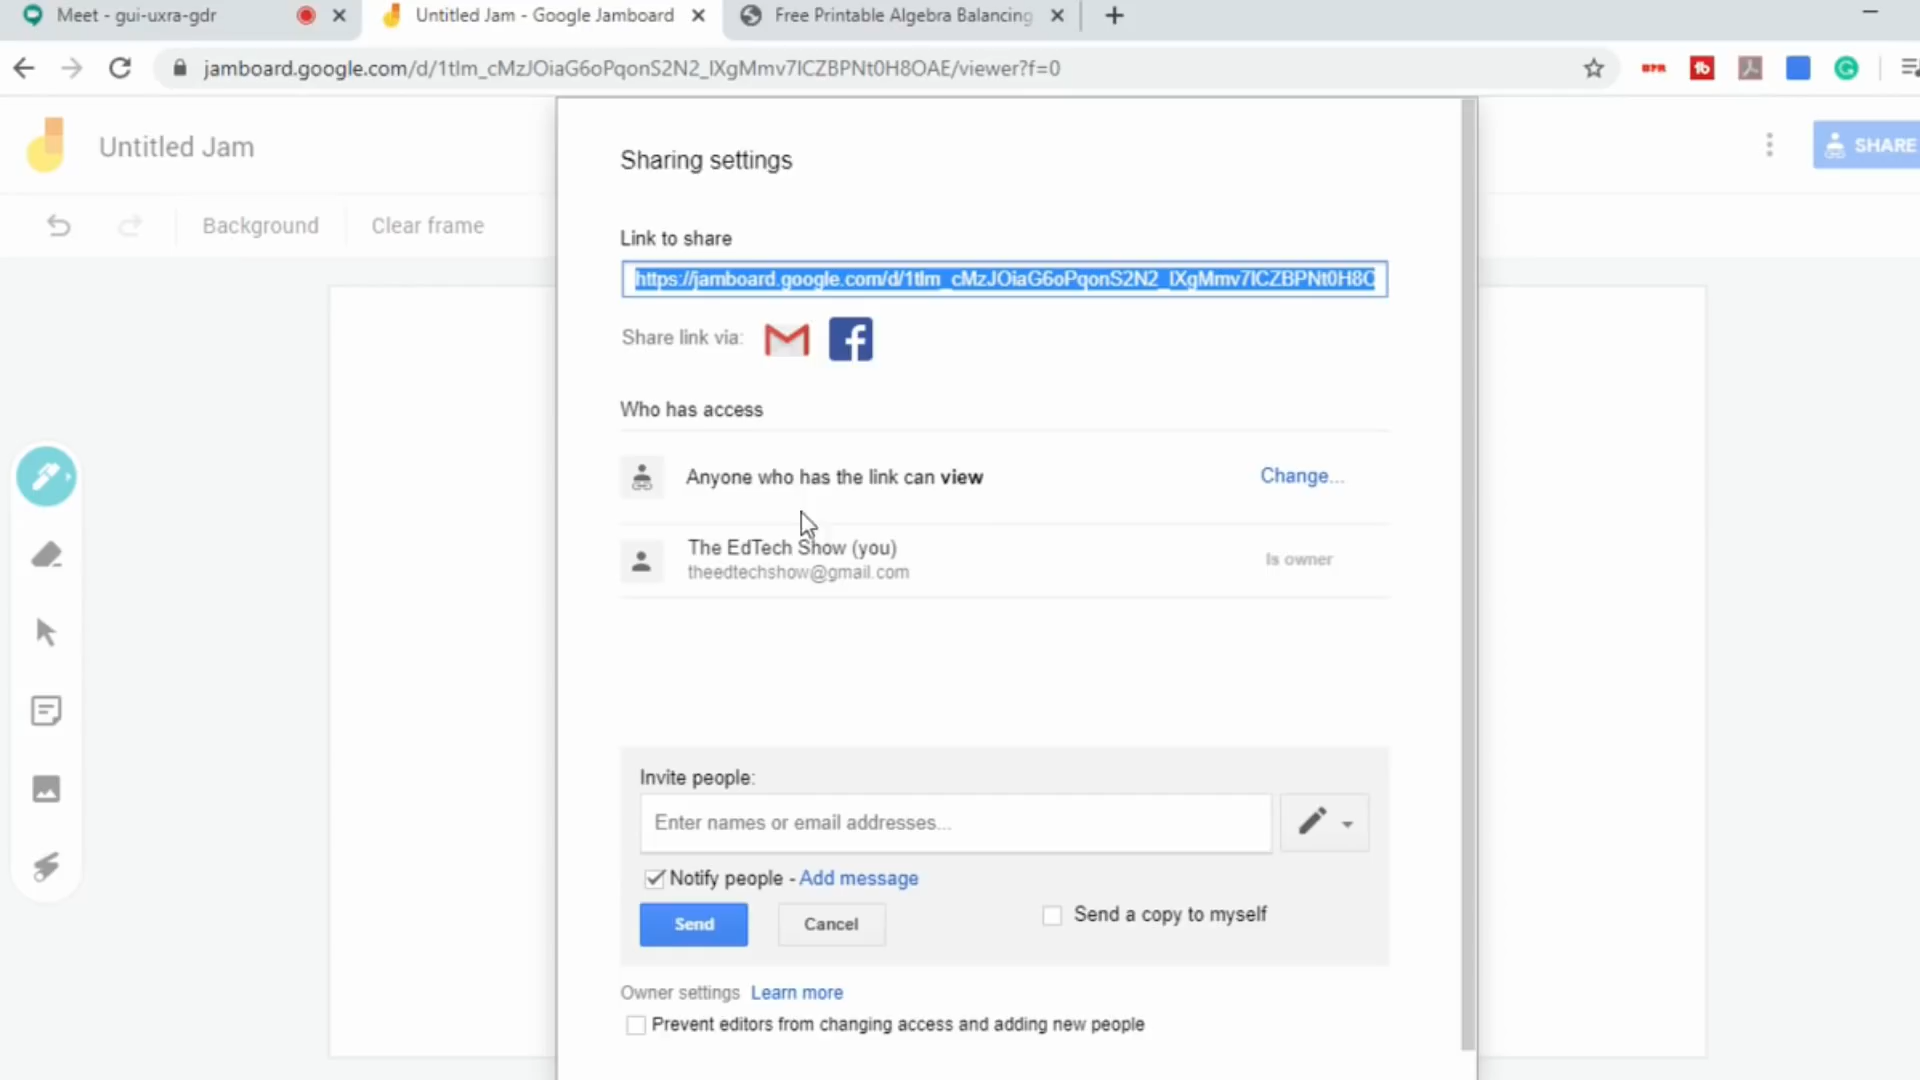 Meet - gui-uxra-gdr
Untitled Jam - Google Jamboard
Free Printable Algebra Balancing
jamboard.google.com/d/1tIm_cMzJOiaG6oPqonS2N2_lXgMmv7ICZBPNt0H8OAE/viewer?f=0
Untitled Jam
SHARE
Background
Clear frame
Sharing settings
Link to share
https://jamboard.google.com/d/1tIm_cMzJOiaG6oPqonS2N2_lXgMmv7ICZBPNt0H8O
Share link via:
Who has access
Anyone who has the link can view
Change...
The EdTech Show (you)
theedtechshow@gmail.com
Is owner
Invite people:
Enter names or email addresses...
Notify people - Add message
Send
Cancel
Send a copy to myself
Owner settings Learn more
Prevent editors from changing access and adding new people